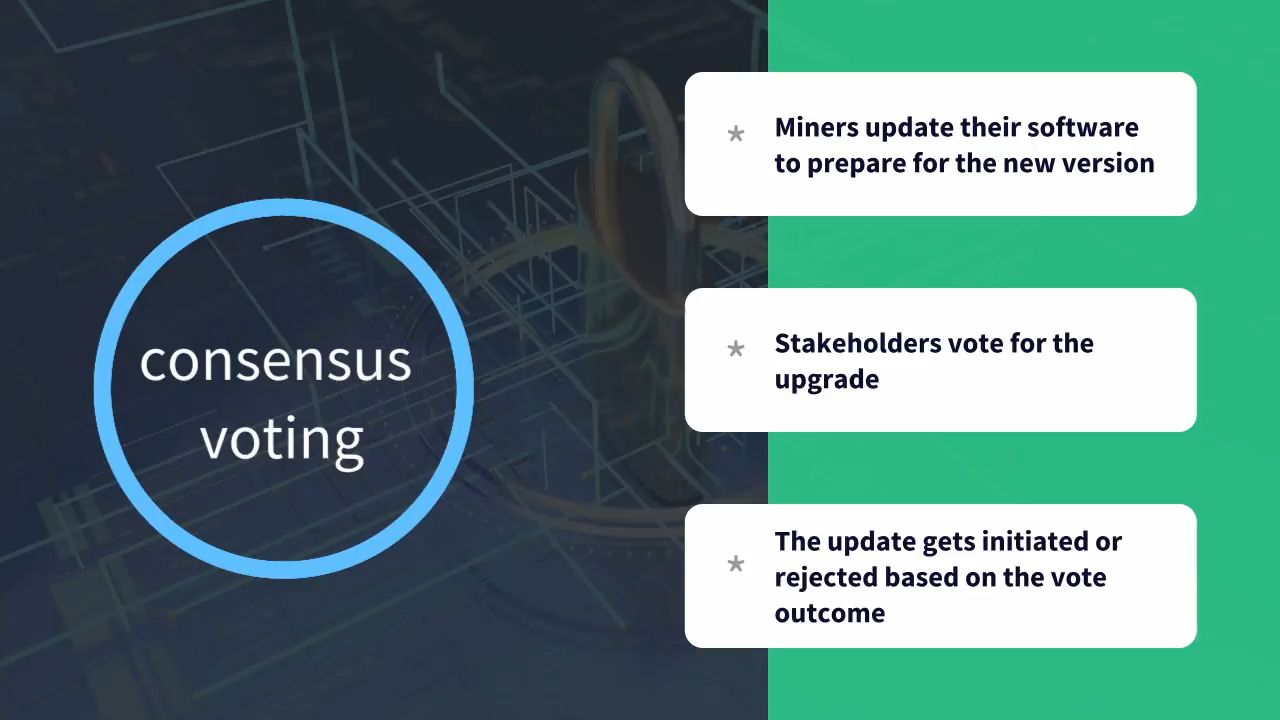 consensus
voting
* Miners update their software
to prepare for the new version
* Stakeholders vote for the
upgrade
* The update gets initiated or
rejected based on the vote
outcome